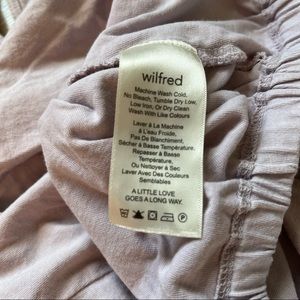 wilfred
Machine Wash Cold,
No Bleach, Tumble Dry Low,
Low Iron, Or Dry Clean
Wash With Like Colours
Laver à La Machine
à L'eau Froide,
Pas De Blanchiment,
Sécher à Basse Température,
Repasser à Basse
Température,
Ou Nettoyer à Sec
Laver Avec Des Couleurs
Semblables
A LITTLE LOVE
GOES A LONG WAY.